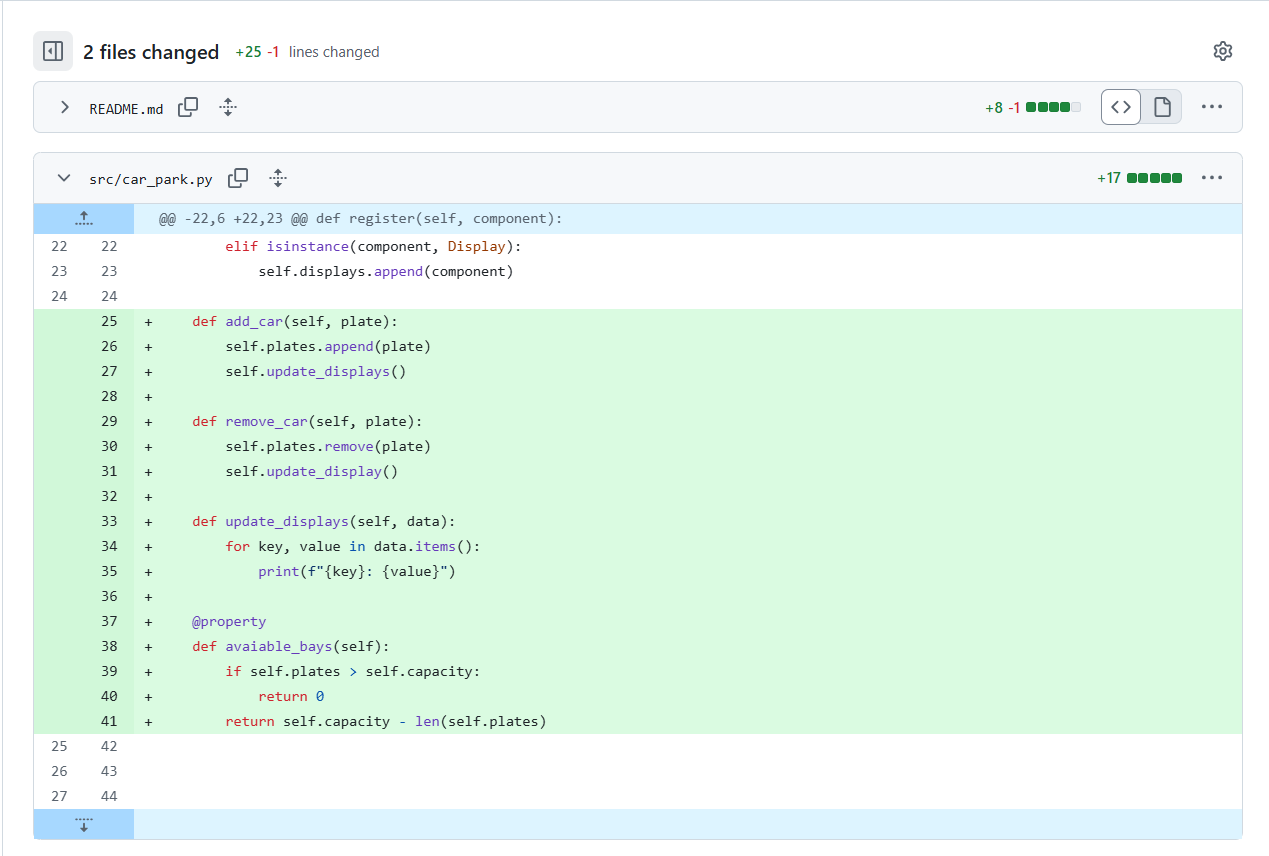 2 files changed +25 -1 lines changed
README.md +8 -1
src/car_park.py +17
@@ -22,6 +22,23 @@ def register(self, component):
22 22 elif isinstance(component, Display):
23 23 self.displays.append(component)
24 24
25 + def add_car(self, plate):
26 + self.plates.append(plate)
27 + self.update_displays()
28 +
29 + def remove_car(self, plate):
30 + self.plates.remove(plate)
31 + self.update_display()
32 +
33 + def update_displays(self, data):
34 + for key, value in data.items():
35 + print(f"{key}: {value}")
36 +
37 + @property
38 + def avaiable_bays(self):
39 + if self.plates > self.capacity:
40 + return 0
41 + return self.capacity - len(self.plates)
25 42
26 43
27 44